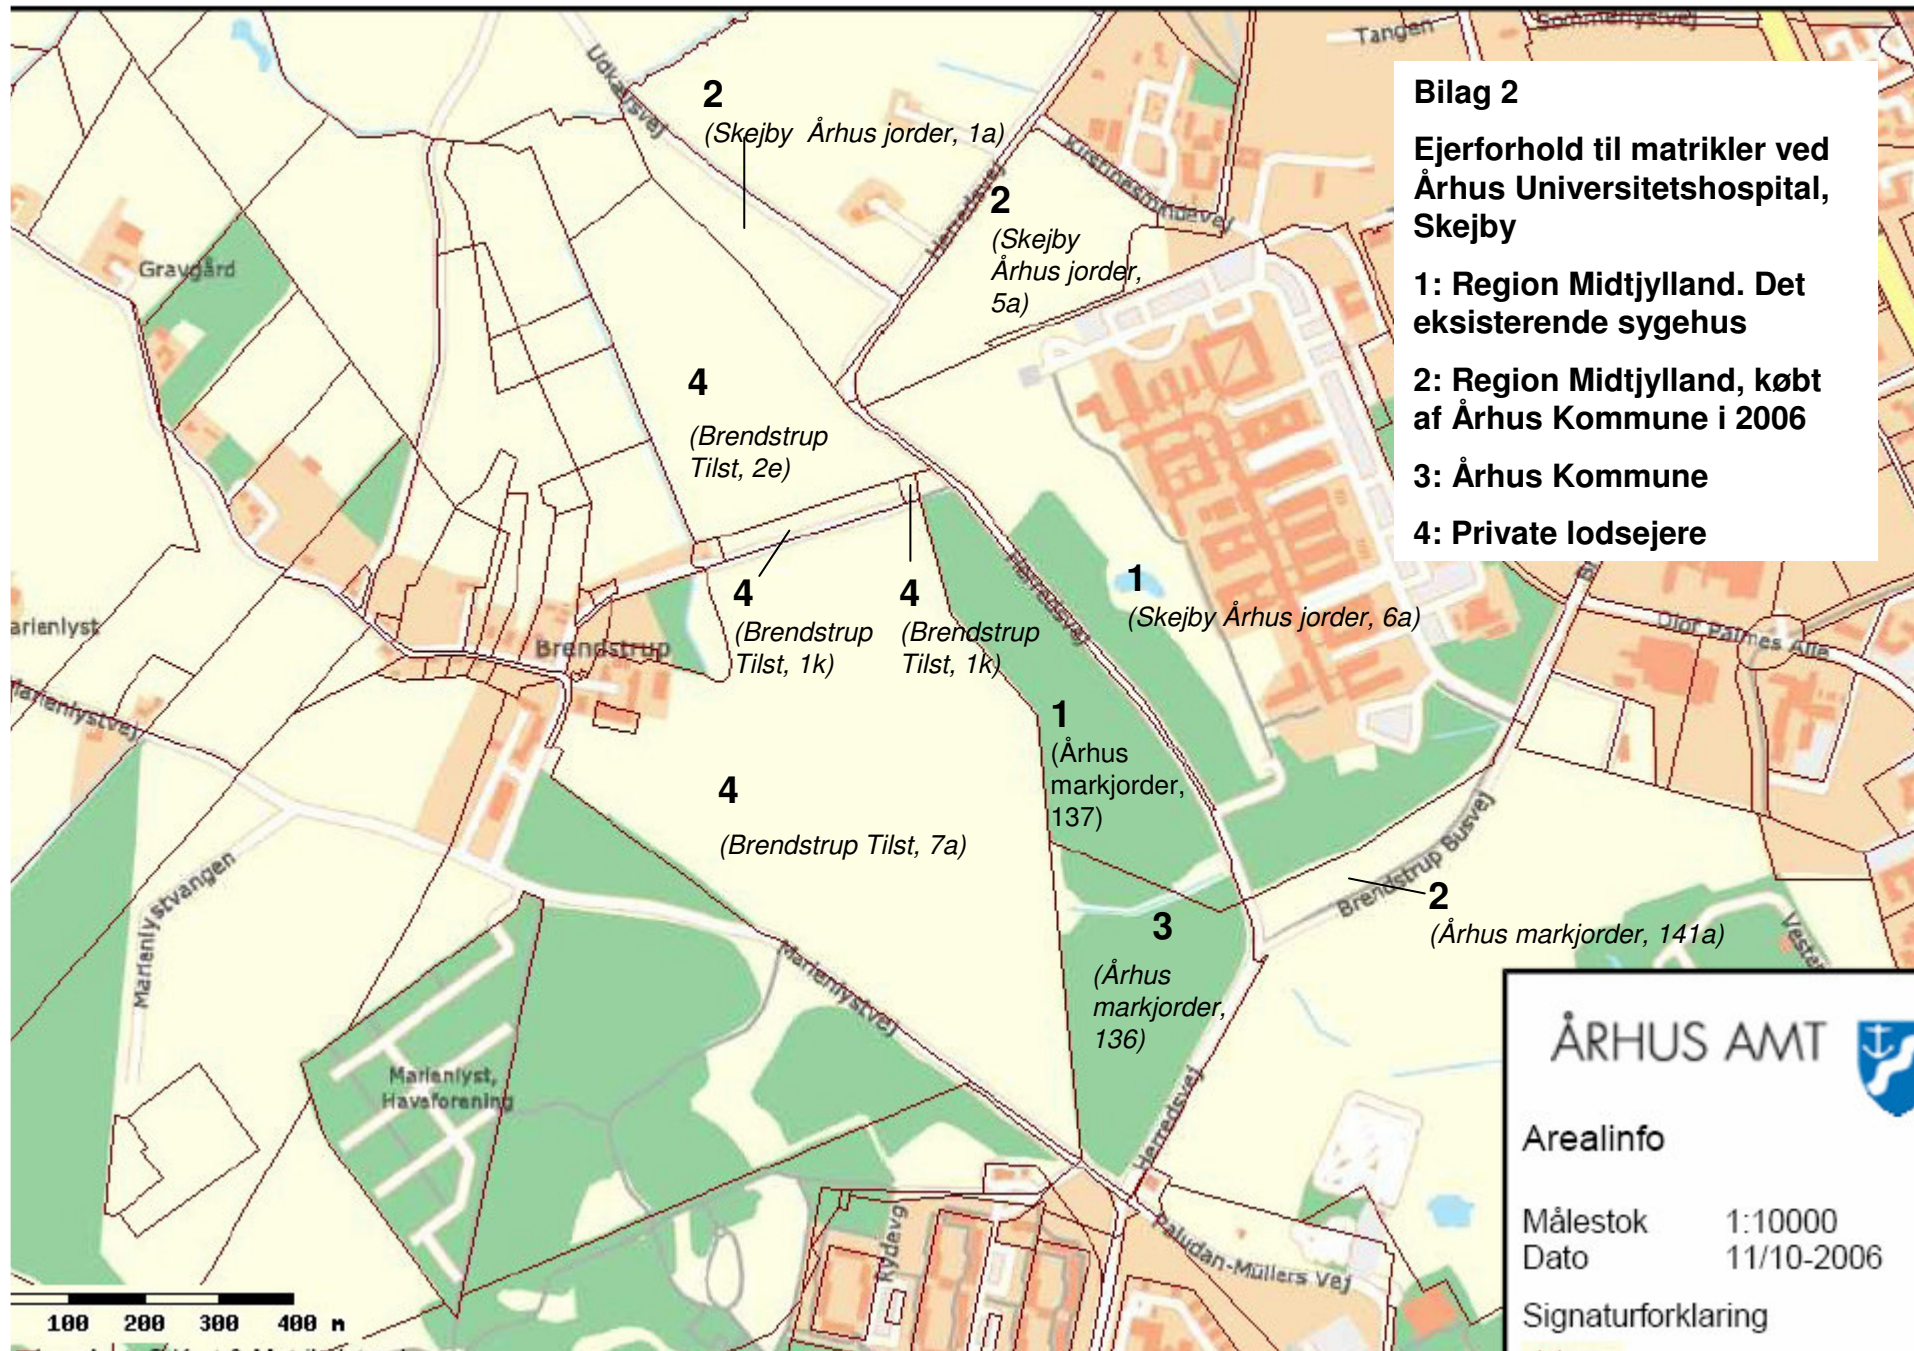 Tangen
Sommerlystvej
Udkærsvej
2
(Skejby Århus jorder, 1a)
Bilag 2
Ejerforhold til matrikler ved
Århus Universitetshospital,
Skejby
1: Region Midtjylland. Det
eksisterende sygehus
2: Region Midtjylland, købt
af Århus Kommune i 2006
3: Århus Kommune
4: Private lodsejere
Herredsvej
2
(Skejby
Århus jorder,
5a)
Gravgård
4
(Brendstrup
Tilst, 2e)
Herredsvej
1
(Skejby Århus jorder, 6a)
4
(Brendstrup
Tilst, 1k)
4
(Brendstrup
Tilst, 1k)
arienlyst
Brendstrup
Olof Palmes Alle
Marienlystvej
1
(Århus
markjorder,
137)
4
(Brendstrup Tilst, 7a)
Brendstrup Busvej
2
(Århus markjorder, 141a)
Marienlystvangen
3
(Århus
markjorder,
136)
Vester
Marienlystvej
Marienlyst,
Haveforening
Herredsvej
Rydevg
Paludan-Müllers Vej
ÅRHUS AMT
Arealinfo
Målestok 1:10000
Dato 11/10-2006
Signaturforklaring
100 200 300 400 m